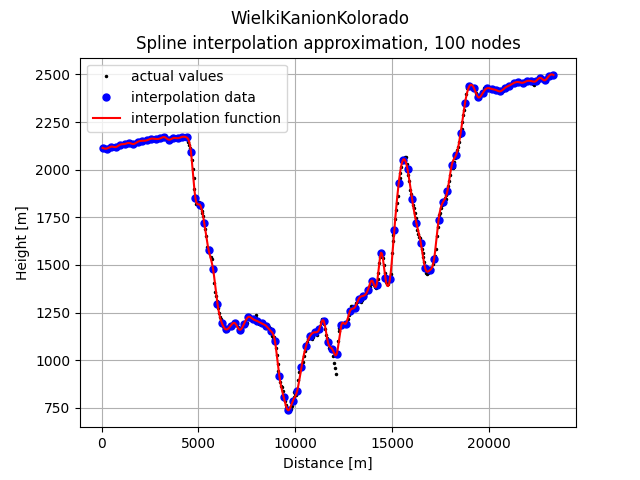 WielkiKanionKolorado
Spline interpolation approximation, 100 nodes
actual values
interpolation data
interpolation function
2500
2250
2000
1750
1500
1250
1000
750
Height [m]
0 5000 10000 15000 20000
Distance [m]